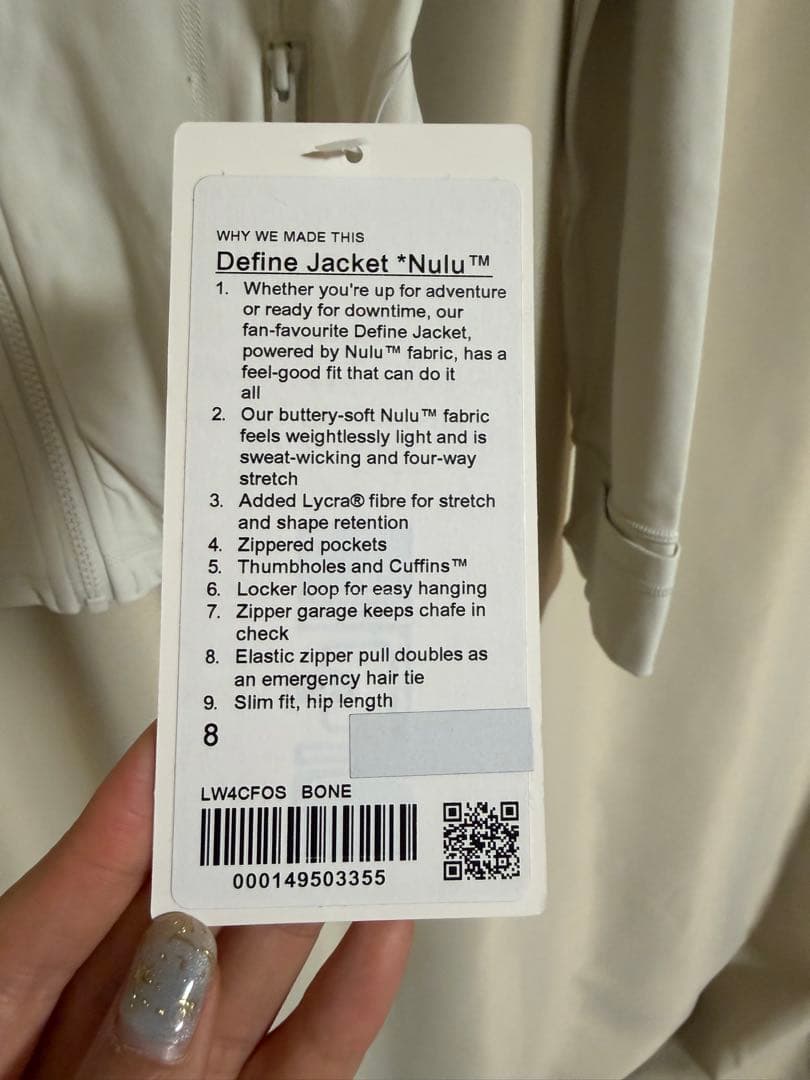 WHY WE MADE THIS
Define Jacket *Nulu™
1. Whether you're up for adventure
or ready for downtime, our
fan-favourite Define Jacket,
powered by Nulu™ fabric, has a
feel-good fit that can do it
all
2. Our buttery-soft Nulu™ fabric
feels weightlessly light and is
sweat-wicking and four-way
stretch
3. Added Lycra® fibre for stretch
and shape retention
4. Zippered pockets
5. Thumbholes and Cuffins™
6. Locker loop for easy hanging
7. Zipper garage keeps chafe in
check
8. Elastic zipper pull doubles as
an emergency hair tie
9. Slim fit, hip length
8
LW4CFOS BONE
000149503355